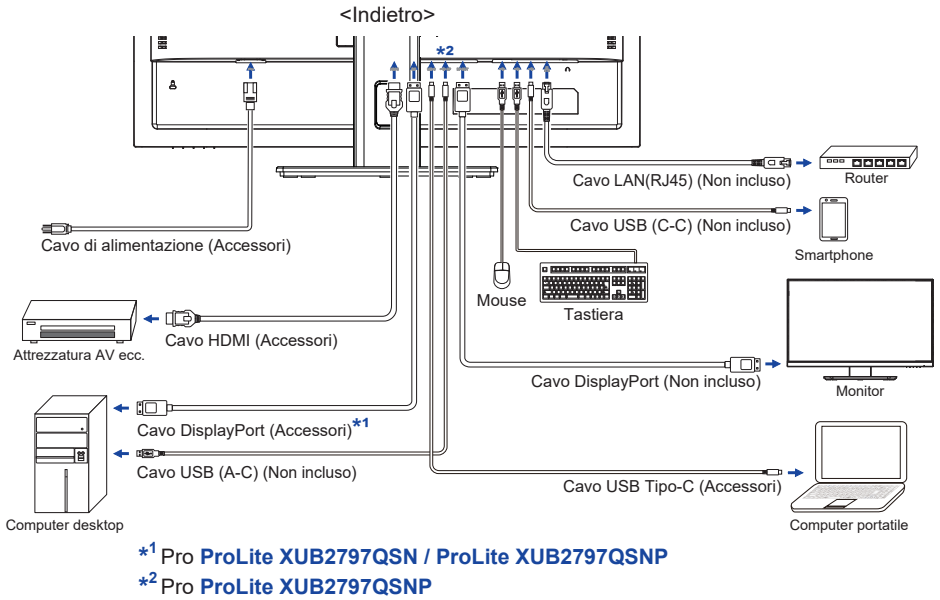 <Indietro>
*2
Cavo LAN(RJ45) (Non incluso)
Router
Cavo USB (C-C) (Non incluso)
Smartphone
Cavo di alimentazione (Accessori)
Mouse
Tastiera
Cavo HDMI (Accessori)
Attrezzatura AV ecc.
Cavo DisplayPort (Non incluso)
Monitor
Cavo DisplayPort (Accessori)*1
Cavo USB (A-C) (Non incluso)
Cavo USB Tipo-C (Accessori)
Computer desktop
Computer portatile
*1 Pro ProLite XUB2797QSN / ProLite XUB2797QSNP
*2 Pro ProLite XUB2797QSNP